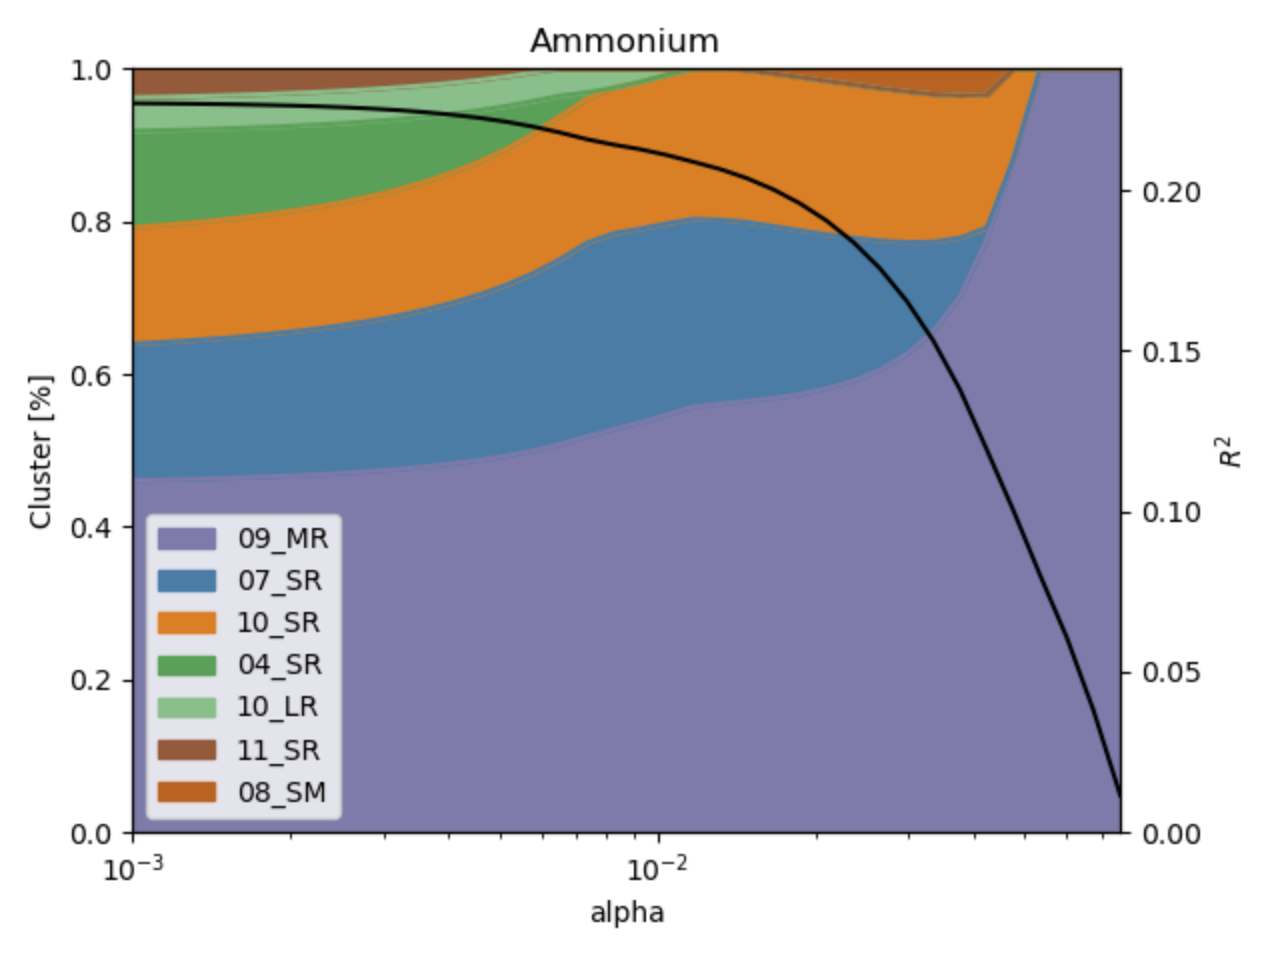 Ammonium
1.0
0.8
0.6
0.4
0.2
0.0
Cluster [%]
09_MR
07_SR
10_SR
04_SR
10_LR
11_SR
08_SM
0.20
0.15
0.10
0.05
0.00
R²
10⁻³
10⁻²
alpha